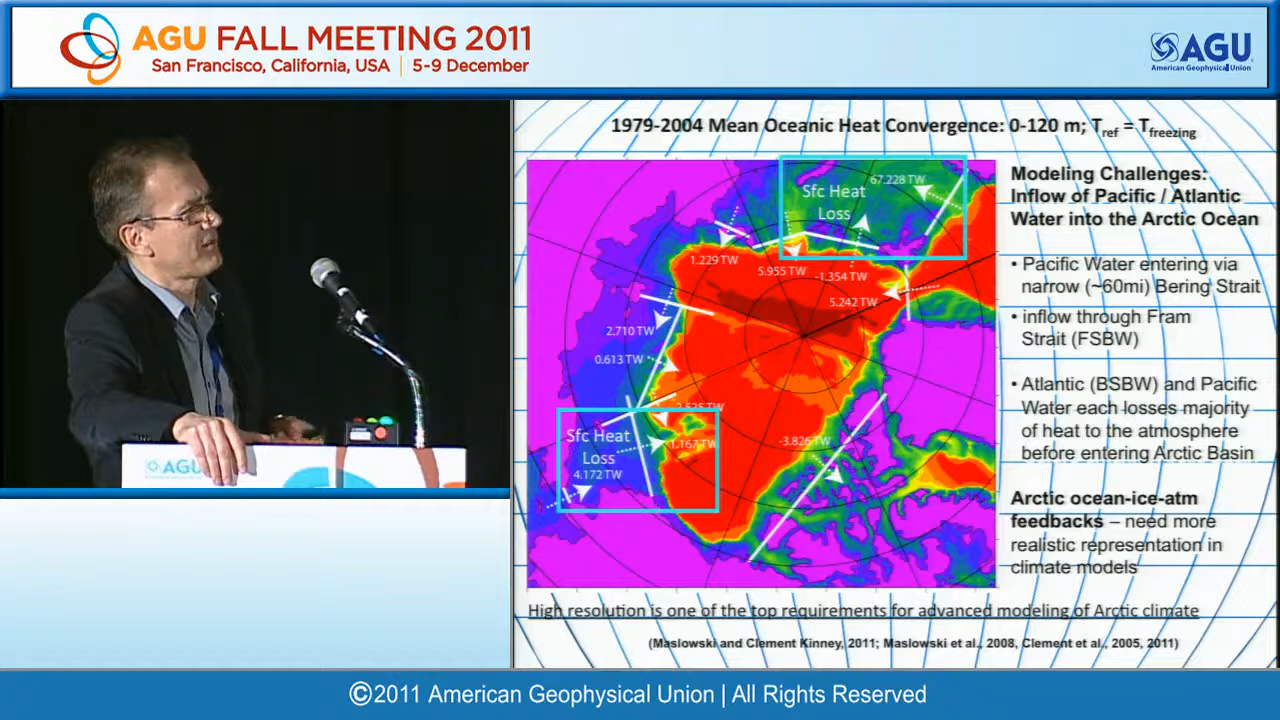 AGU FALL MEETING 2011
San Francisco, California, USA | 5-9 December
AGU
American Geophysical Union
1979-2004 Mean Oceanic Heat Convergence: 0-120 m; Tref = Tfreezing
Sfc Heat
Loss
67.228 TW
1.229 TW
5.955 TW
-1.354 TW
5.242 TW
2.710 TW
0.613 TW
-3.826 TW
1.167 TW
Sfc Heat
Loss
4.172 TW
Modeling Challenges:
Inflow of Pacific / Atlantic
Water into the Arctic Ocean
• Pacific Water entering via
narrow (~60mi) Bering Strait
• inflow through Fram
Strait (FSBW)
• Atlantic (BSBW) and Pacific
Water each losses majority
of heat to the atmosphere
before entering Arctic Basin
Arctic ocean-ice-atm
feedbacks – need more
realistic representation in
climate models
High resolution is one of the top requirements for advanced modeling of Arctic climate
(Maslowski and Clement Kinney, 2011; Maslowski et al., 2008, Clement et al., 2005, 2011)
AGU
©2011 American Geophysical Union | All Rights Reserved